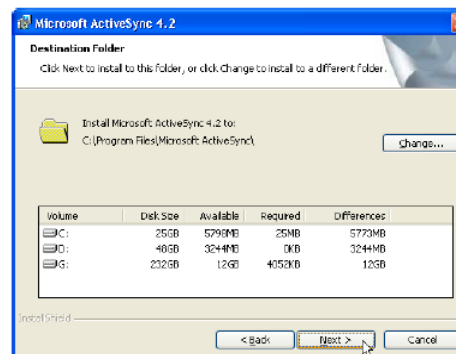 Microsoft ActiveSync 4.2
Destination Folder
Click Next to install to this folder, or click Change to install to a different folder.
Install Microsoft ActiveSync 4.2 to:
C:\Program Files\Microsoft ActiveSync\
Change...
Volume Disk Size Available Required Differences
C: 25GB 5798MB 25MB 5773MB
D: 48GB 3244MB 0KB 3244MB
G: 232GB 12GB 4052KB 12GB
InstallShield
< Back Next > Cancel